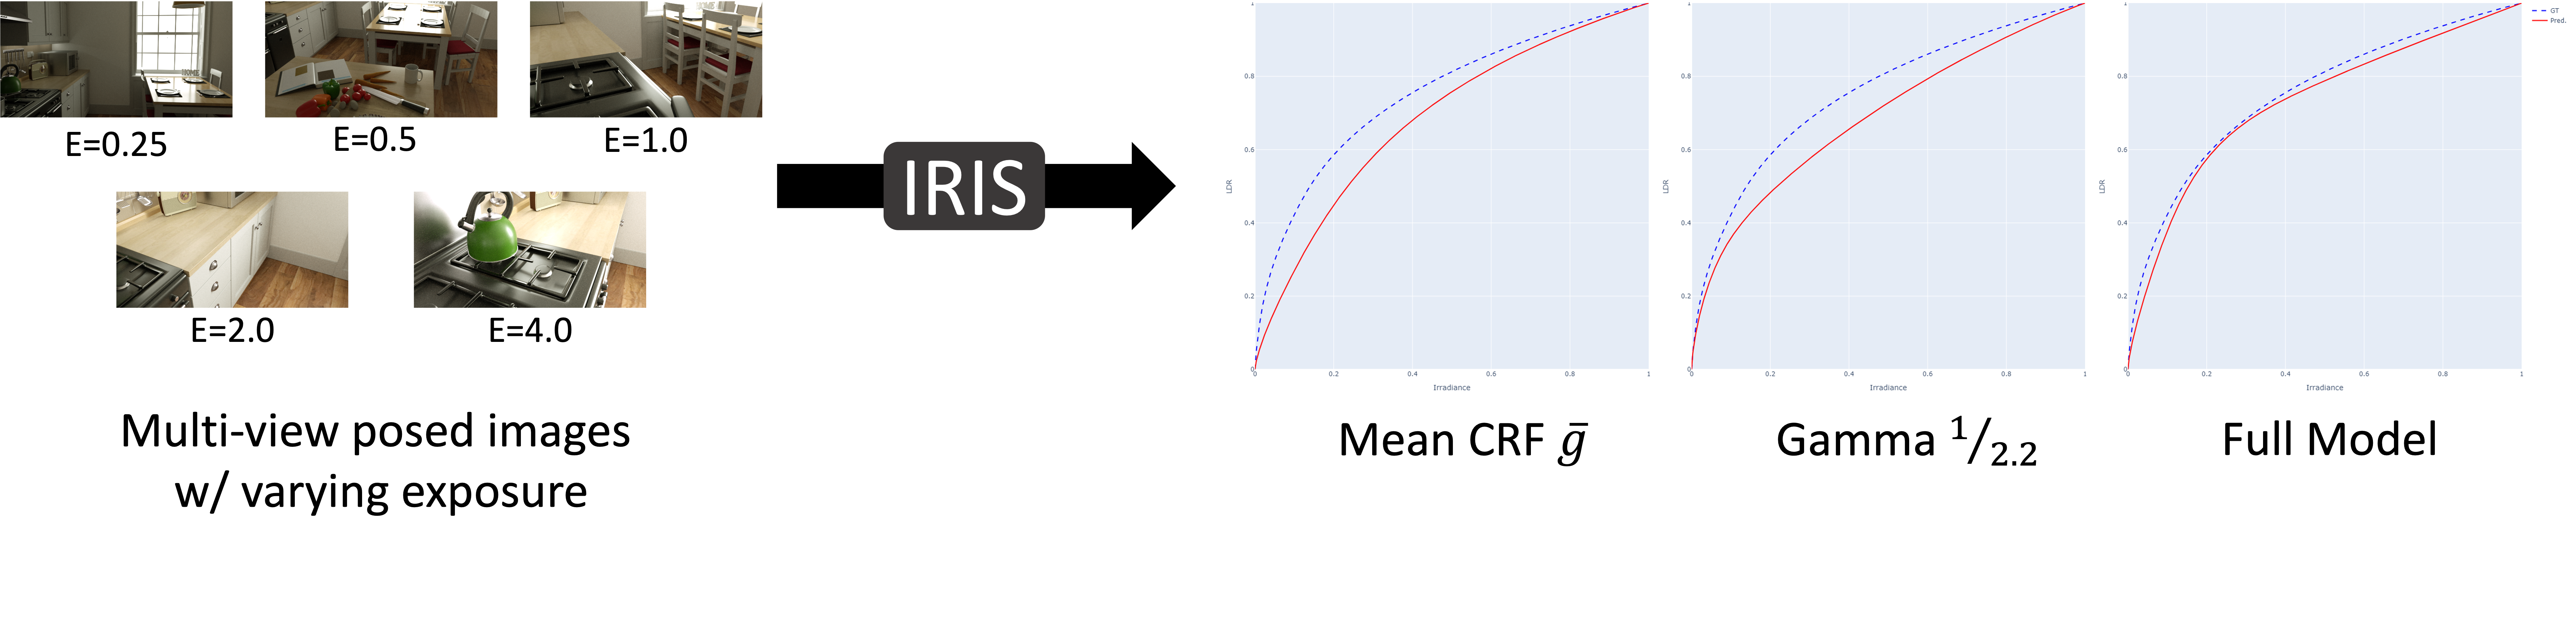 E=0.25
E=0.5
E=1.0
E=2.0
E=4.0
Multi-view posed images
w/ varying exposure
IRIS
1
0.8
0.6
0.4
0.2
0
LDR
0 0.2 0.4 0.6 0.8 1
Irradiance
Mean CRF g̅
1
0.8
0.6
0.4
0.2
0
LDR
0 0.2 0.4 0.6 0.8 1
Irradiance
Gamma 1/2.2
1
0.8
0.6
0.4
0.2
0
LDR
0 0.2 0.4 0.6 0.8 1
Irradiance
Full Model
GT
Pred.